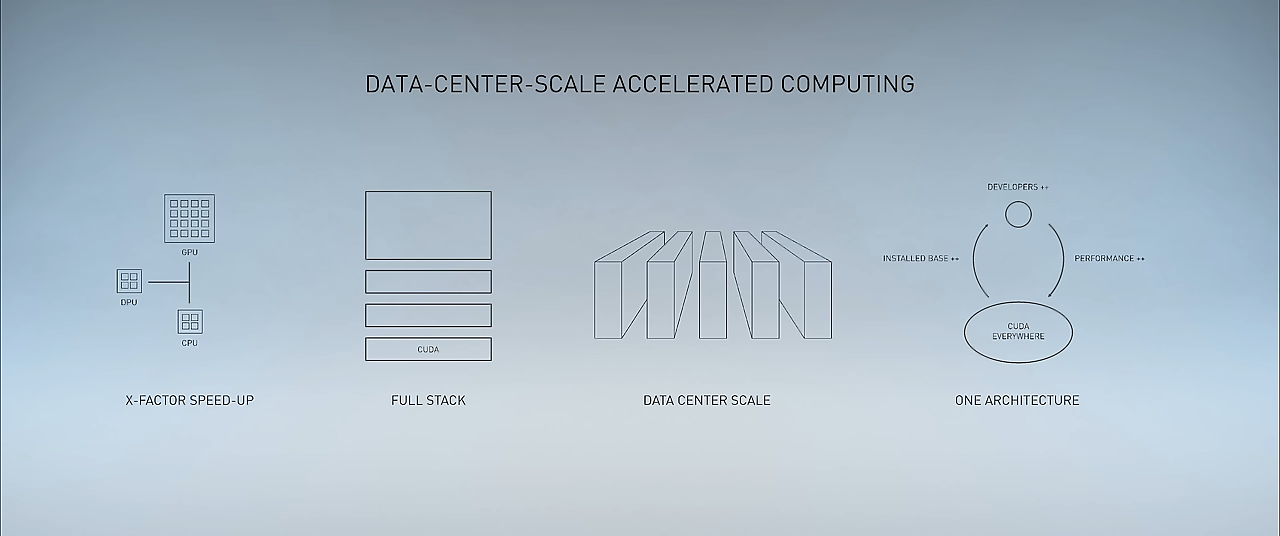 DATA-CENTER-SCALE ACCELERATED COMPUTING
GPU
DPU
CPU
X-FACTOR SPEED-UP
CUDA
FULL STACK
DATA CENTER SCALE
DEVELOPERS ++
INSTALLED BASE ++
PERFORMANCE ++
CUDA
EVERYWHERE
ONE ARCHITECTURE